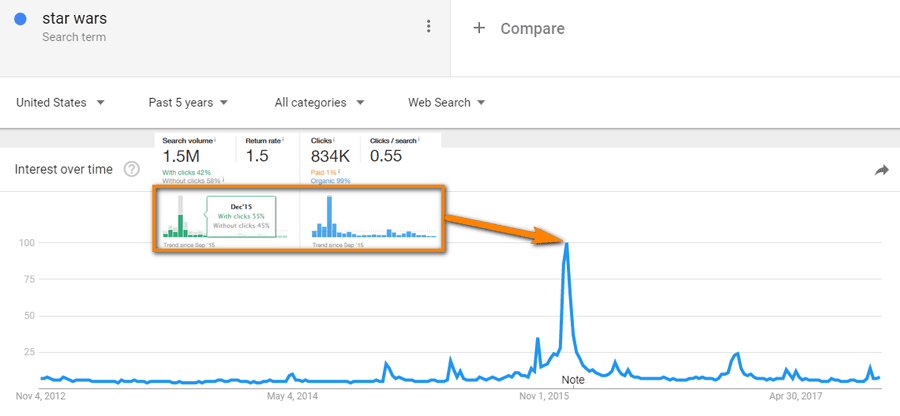 star wars
Search term
+ Compare
United States
Past 5 years
All categories
Web Search
Interest over time
Search volume
Return rate
Clicks
Clicks / search
1.5M
1.5
834K
0.55
With clicks 42%
Without clicks 58%
Paid 1%
Organic 99%
Dec'15
With clicks 55%
Without clicks 45%
Trend since Sep '15
Trend since Sep '15
100
75
50
25
Note
Nov 4, 2012
May 4, 2014
Nov 1, 2015
Apr 30, 2017